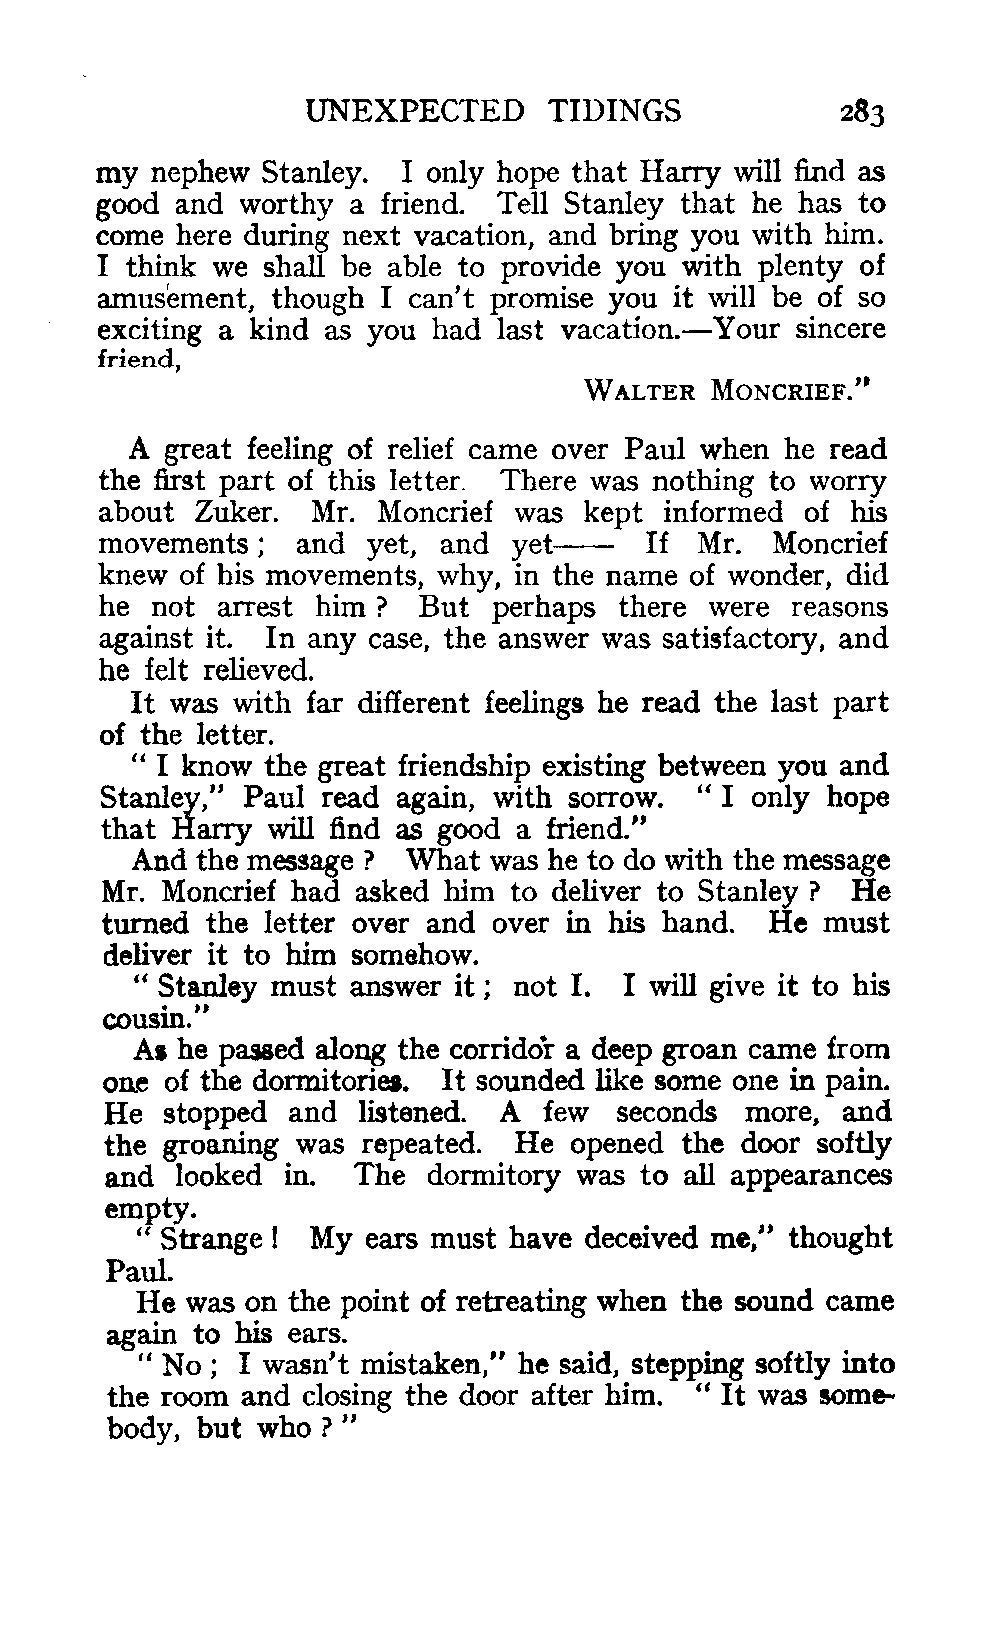 UNEXPECTED TIDINGS 283
my nephew Stanley. I only hope that Harry will find as
good and worthy a friend. Tell Stanley that he has to
come here during next vacation, and bring you with him.
I think we shall be able to provide you with plenty of
amusement, though I can't promise you it will be of so
exciting a kind as you had last vacation.—Your sincere
friend,
WALTER MONCRIEF."
A great feeling of relief came over Paul when he read
the first part of this letter. There was nothing to worry
about Zuker. Mr. Moncrief was kept informed of his
movements ; and yet, and yet—— If Mr. Moncrief
knew of his movements, why, in the name of wonder, did
he not arrest him ? But perhaps there were reasons
against it. In any case, the answer was satisfactory, and
he felt relieved.
It was with far different feelings he read the last part
of the letter.
" I know the great friendship existing between you and
Stanley," Paul read again, with sorrow. " I only hope
that Harry will find as good a friend."
And the message ? What was he to do with the message
Mr. Moncrief had asked him to deliver to Stanley ? He
turned the letter over and over in his hand. He must
deliver it to him somehow.
" Stanley must answer it ; not I. I will give it to his
cousin."
As he passed along the corridor a deep groan came from
one of the dormitories. It sounded like some one in pain.
He stopped and listened. A few seconds more, and
the groaning was repeated. He opened the door softly
and looked in. The dormitory was to all appearances
empty.
" Strange ! My ears must have deceived me," thought
Paul.
He was on the point of retreating when the sound came
again to his ears.
" No ; I wasn't mistaken," he said, stepping softly into
the room and closing the door after him. " It was some-
body, but who ? "